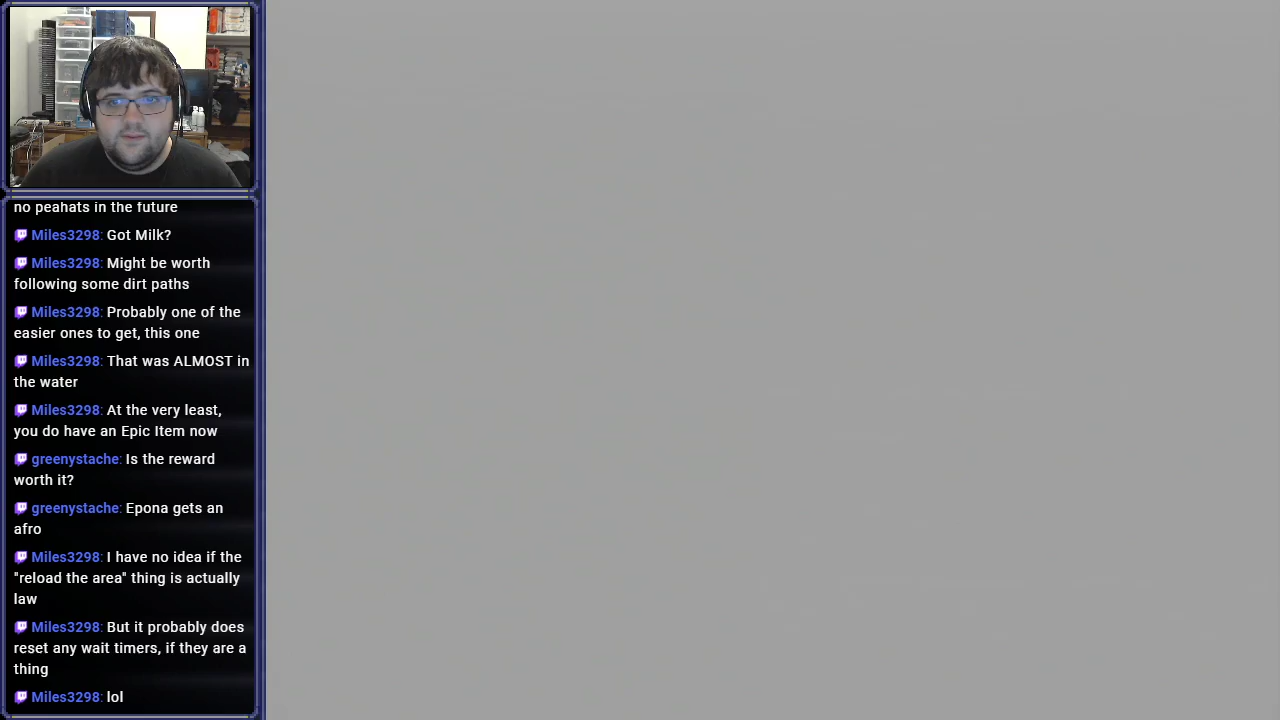 no peahats in the future
Miles3298: Got Milk?
Miles3298: Might be worth
following some dirt paths
Miles3298: Probably one of the
easier ones to get, this one
Miles3298: That was ALMOST in
the water
Miles3298: At the very least,
you do have an Epic Item now
greenystache: Is the reward
worth it?
greenystache: Epona gets an
afro
Miles3298: I have no idea if the
"reload the area" thing is actually
law
Miles3298: But it probably does
reset any wait timers, if they are a
thing
Miles3298: lol